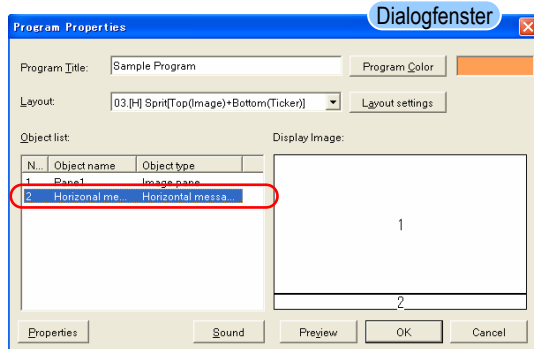 Dialogfenster
Program Properties
Program Title: Sample Program Program Color
Layout: 03.[H] Sprit[Top(Image)+Bottom(Ticker)] Layout settings
Object list: Display Image:
N... Object name Object type
1 Pane1 Image pane
2 Horizonal me... Horizontal messa...
1
2
Properties Sound Preview OK Cancel